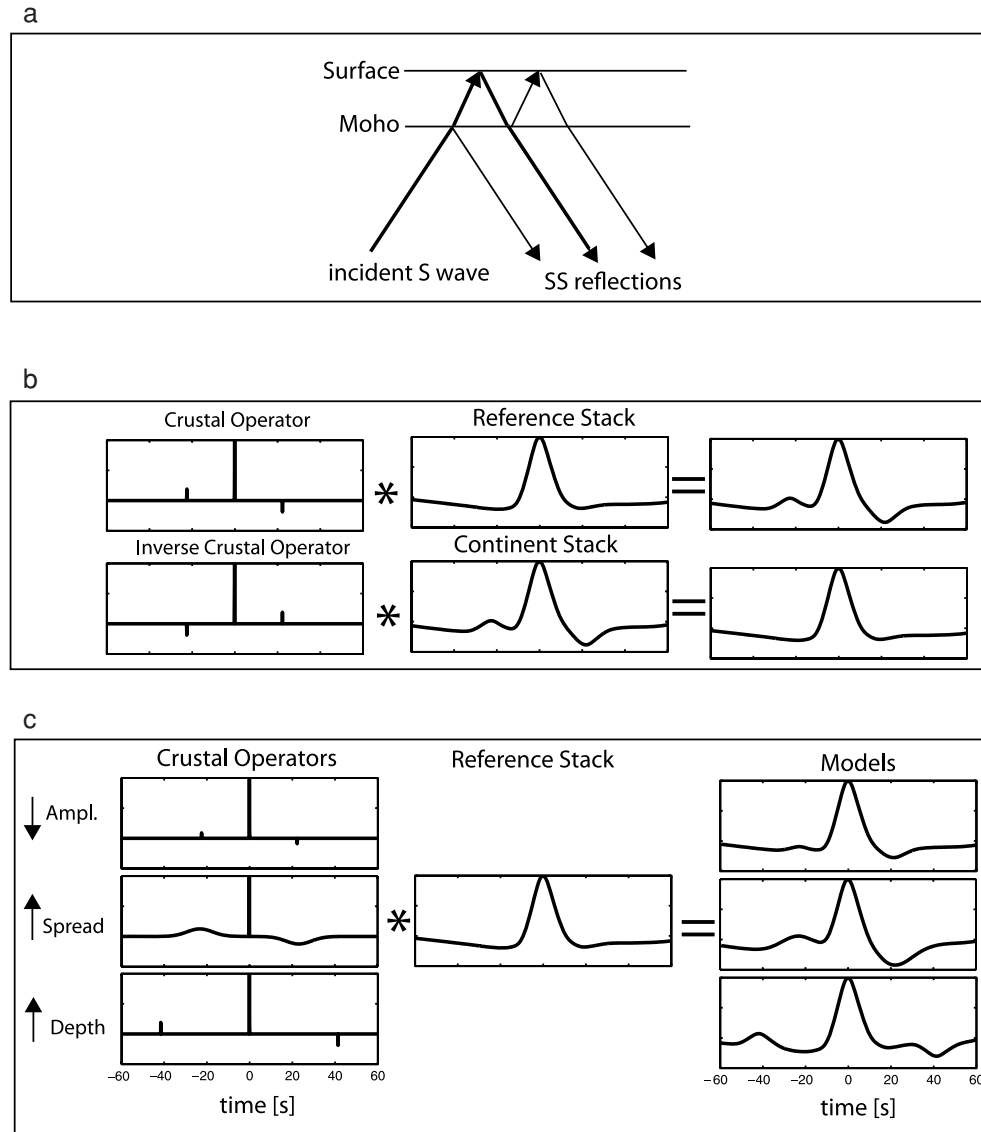 a
Surface
Moho
incident S wave
SS reflections
b
Crustal Operator
Reference Stack
*
=
Inverse Crustal Operator
Continent Stack
*
=
c
Crustal Operators
Reference Stack
Models
Ampl.
Spread
*
=
Depth
−60 −40 −20 0 20 40 60
−60 −40 −20 0 20 40 60
time [s]
time [s]